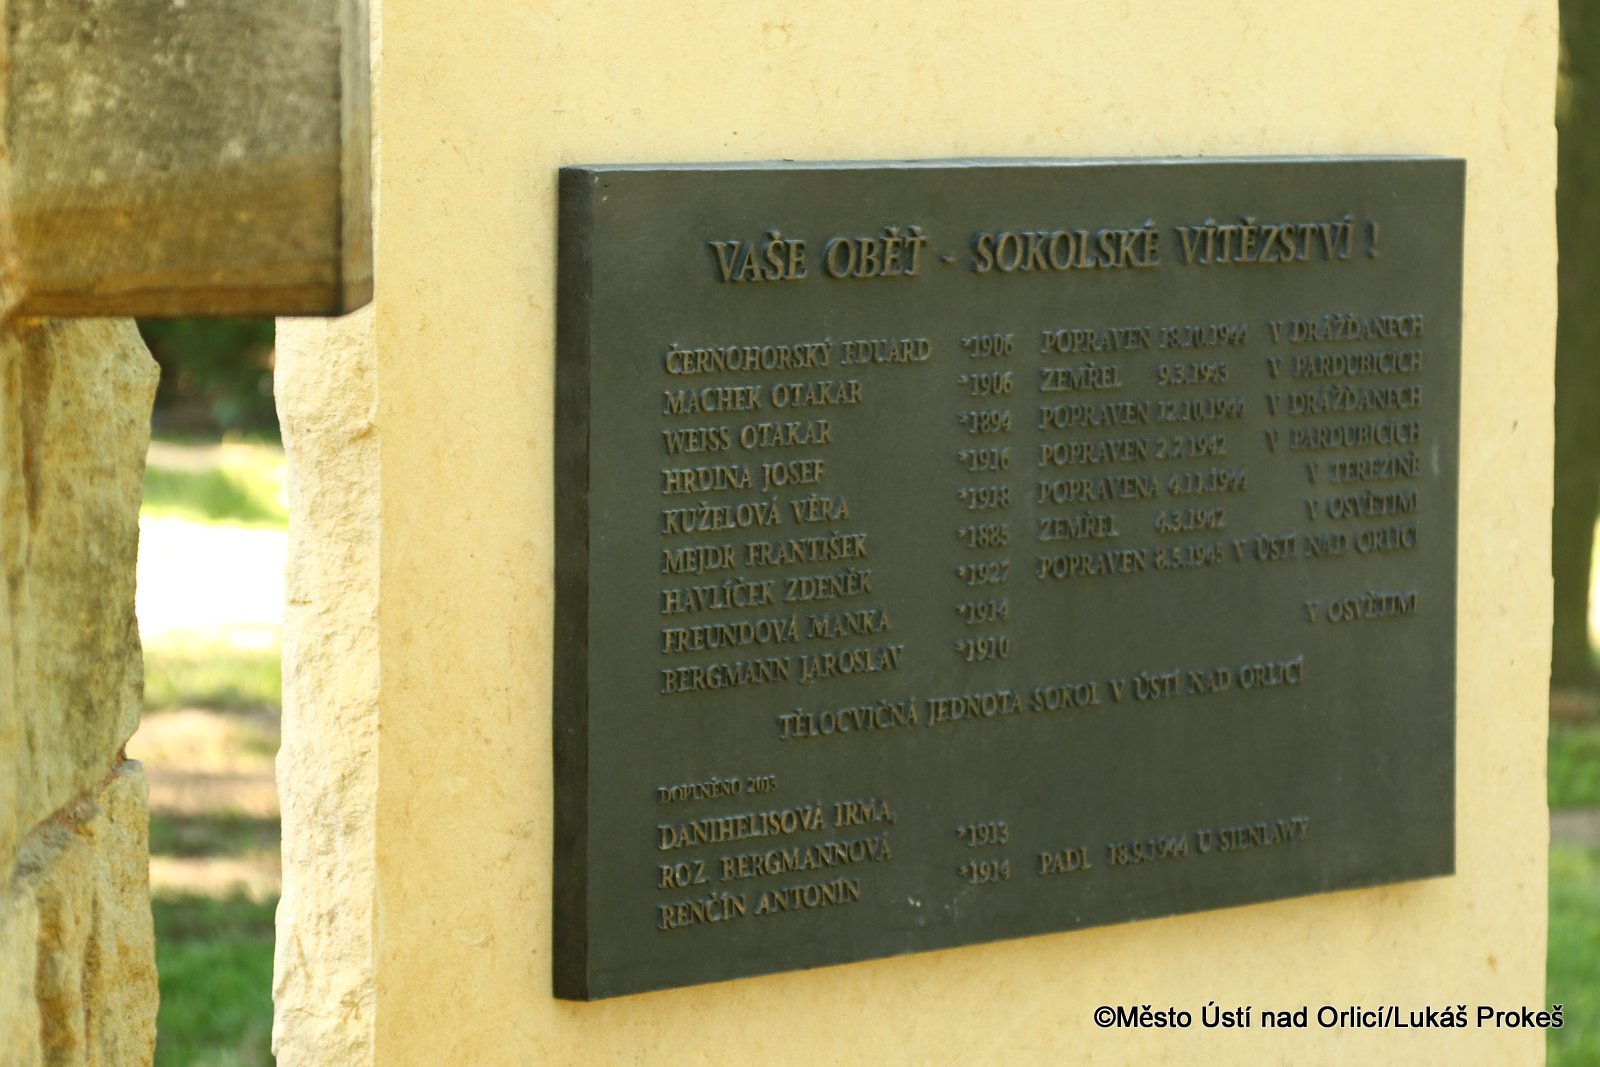 VAŠE OBĚŤ - SOKOLSKÉ VÍTĚZSTVÍ !
ČERNOHORSKÝ EDUARD *1906 POPRAVEN 18.10.1944 V DRÁŽĎANECH
MACHEK OTAKAR *1906 ZEMŘEL 9.3.1943 V PARDUBICÍCH
WEISS OTAKAR *1894 POPRAVEN 12.10.1944 V DRÁŽĎANECH
HRDINA JOSEF *1916 POPRAVEN 2.7.1942 V PARDUBICÍCH
KUŽELOVÁ VĚRA *1918 POPRAVENA 4.11.1944 V TEREZÍNĚ
MEJDR FRANTIŠEK *1885 ZEMŘEL 4.3.1942 V OSVĚTIMI
HAVLÍČEK ZDENĚK *1927 POPRAVEN 8.5.1945 V ÚSTÍ NAD ORLICÍ
FREUNDOVÁ MANKA *1914
BERGMANN JAROSLAV *1910 V OSVĚTIMI
TĚLOCVIČNÁ JEDNOTA SOKOL V ÚSTÍ NAD ORLICÍ
DOPLNĚNO
DANIHELISOVÁ IRMA,
ROZ. BERGMANNOVÁ *1913
RENČÍN ANTONÍN *1914 PADL 18.9.1944 U SIENIAWY
©Město Ústí nad Orlicí/Lukáš Prokeš